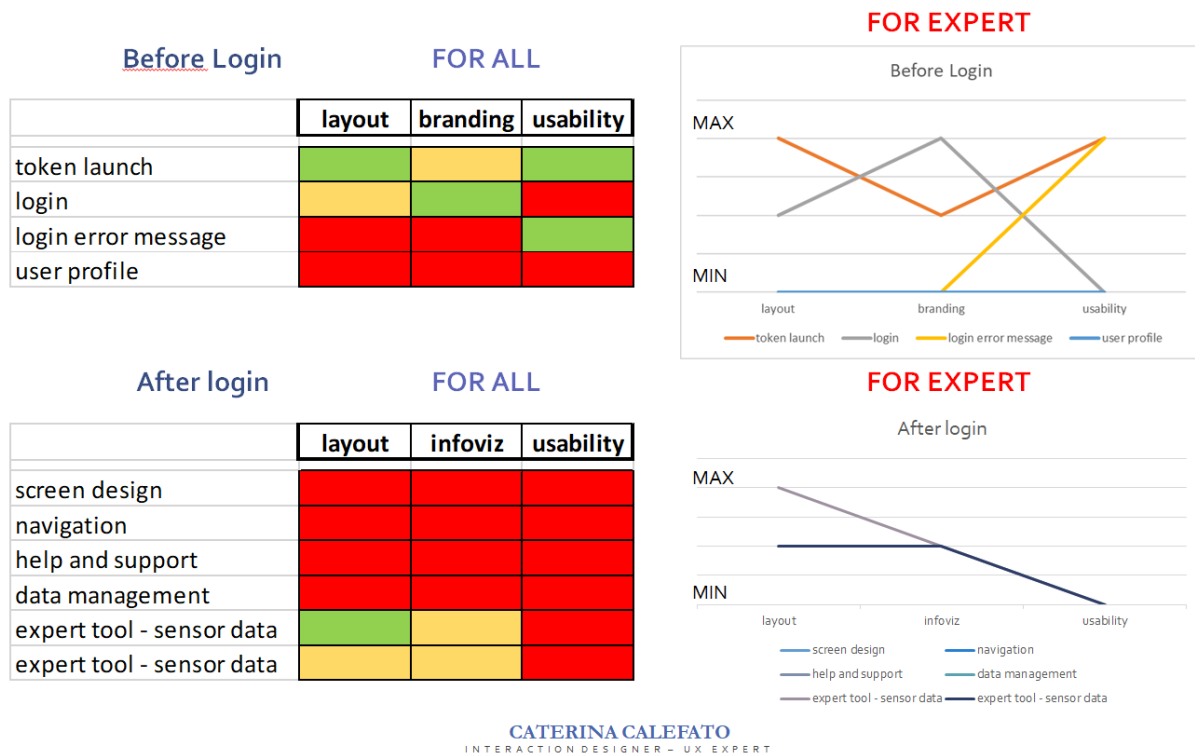 Before Login
FOR ALL
layout branding usability
token launch
login
login error message
user profile
FOR EXPERT
Before Login
MAX
MIN
layout branding usability
token launch login login error message user profile
After login
FOR ALL
layout infoviz usability
screen design
navigation
help and support
data management
expert tool - sensor data
expert tool - sensor data
FOR EXPERT
After login
MAX
MIN
layout infoviz usability
screen design navigation
help and support data management
expert tool - sensor data expert tool - sensor data
CATERINA CALEFATO
INTERACTION DESIGNER – UX EXPERT